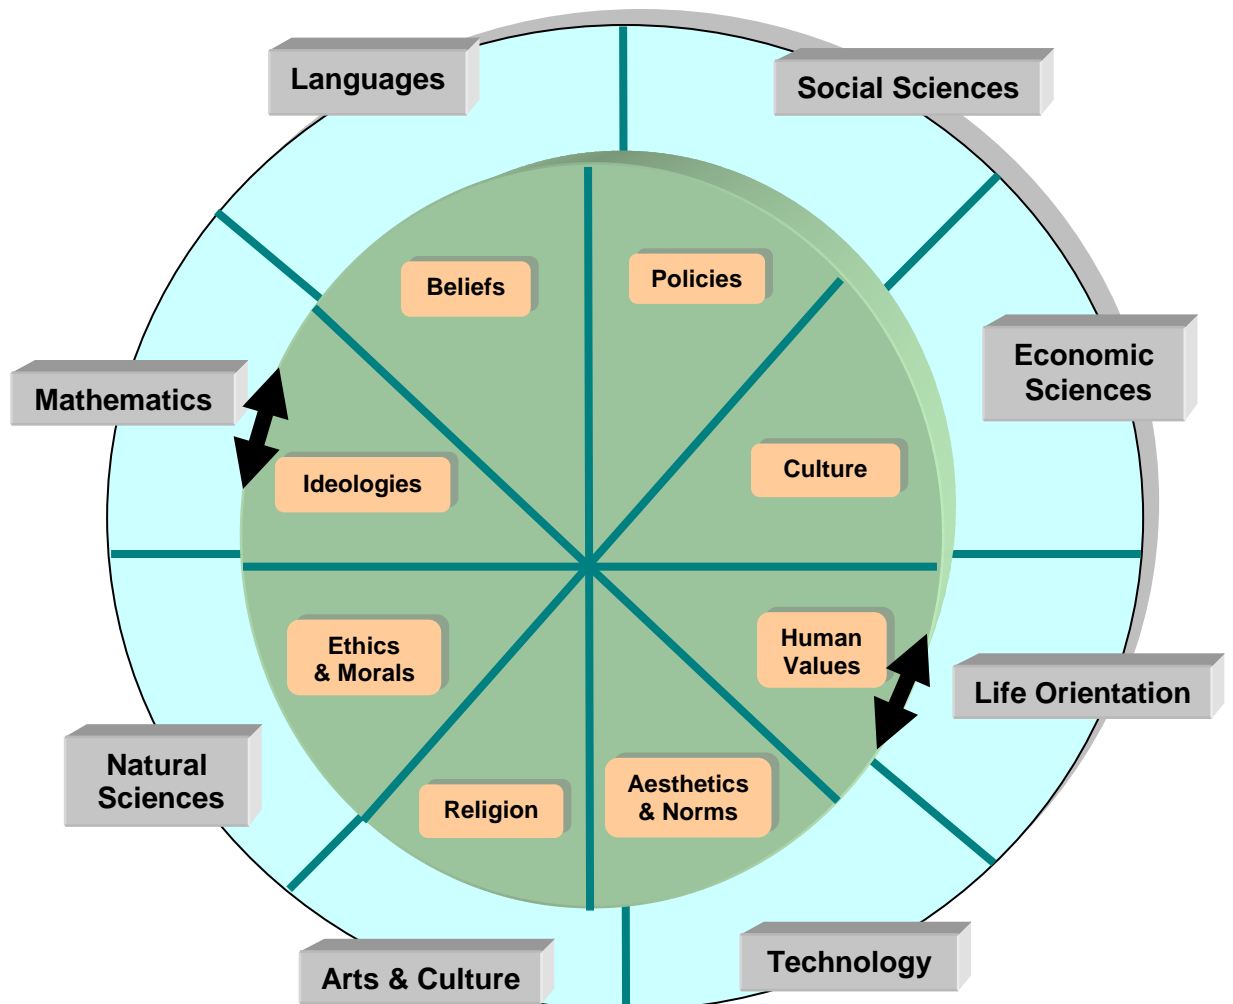 Languages
Social Sciences
Beliefs
Policies
Economic
Sciences
Mathematics
Ideologies
Culture
Ethics
& Morals
Human
Values
Life Orientation
Natural
Sciences
Religion
Aesthetics
& Norms
Arts & Culture
Technology